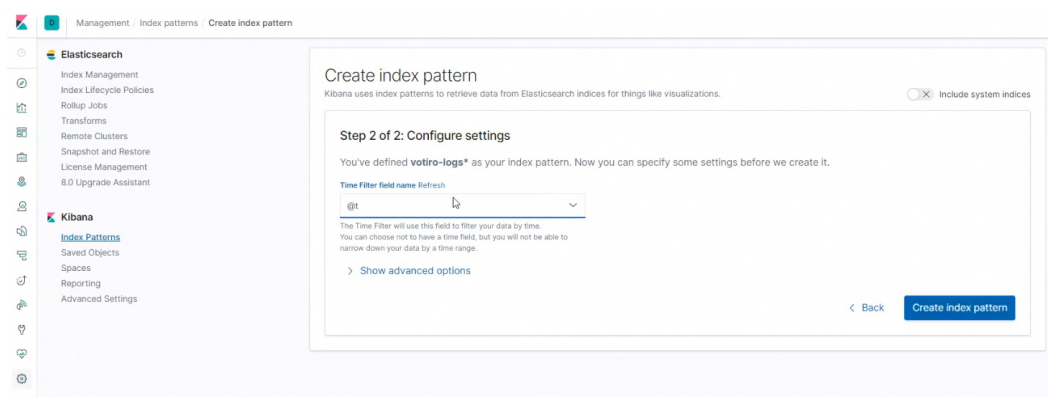 D Management / Index patterns / Create index pattern
Elasticsearch
Index Management
Index Lifecycle Policies
Rollup Jobs
Transforms
Remote Clusters
Snapshot and Restore
License Management
8.0 Upgrade Assistant
Kibana
Index Patterns
Saved Objects
Spaces
Reporting
Advanced Settings
Create index pattern
Kibana uses index patterns to retrieve data from Elasticsearch indices for things like visualizations.
Include system indices
Step 2 of 2: Configure settings
You've defined votiro-logs* as your index pattern. Now you can specify some settings before we create it.
Time Filter field name Refresh
@t
The Time Filter will use this field to filter your data by time.
You can choose not to have a time field, but you will not be able to
narrow down your data by a time range.
Show advanced options
Back
Create index pattern